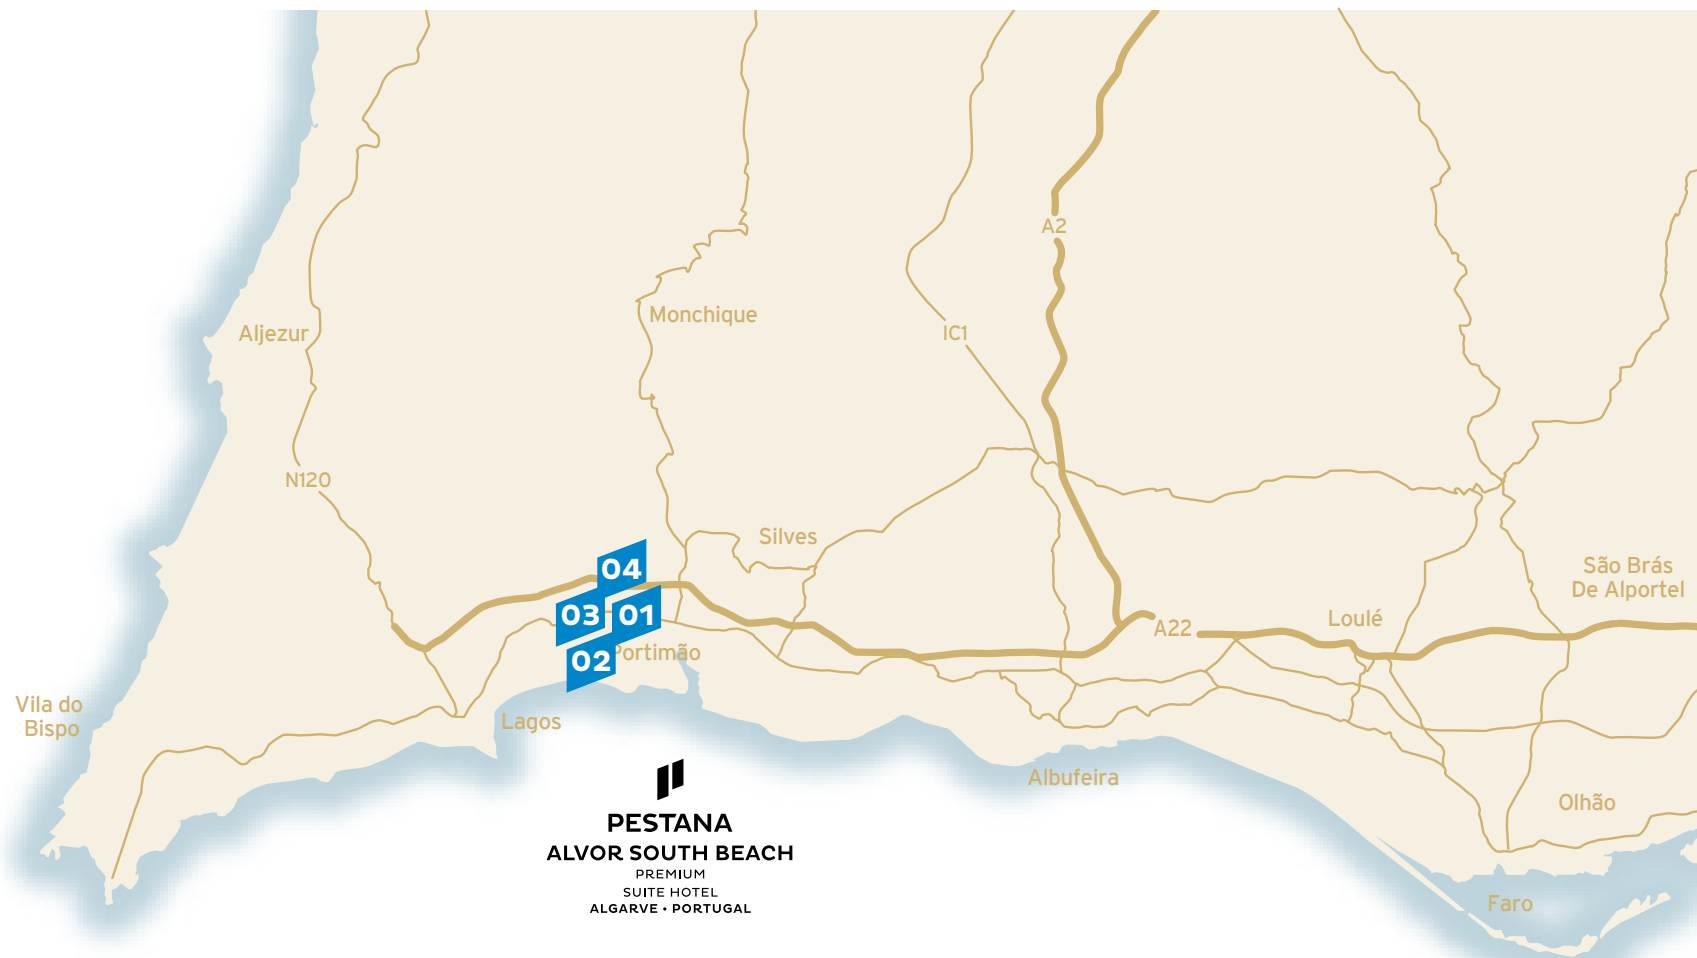 A2
Monchique
Aljezur
IC1
N120
Silves
04
São Brás
De Alportel
03
01
Loulé
A22
Portimão
02
Vila do
Bispo
Lagos
Albufeira
Olhão
PESTANA
ALVOR SOUTH BEACH
PREMIUM
SUITE HOTEL
ALGARVE • PORTUGAL
Faro